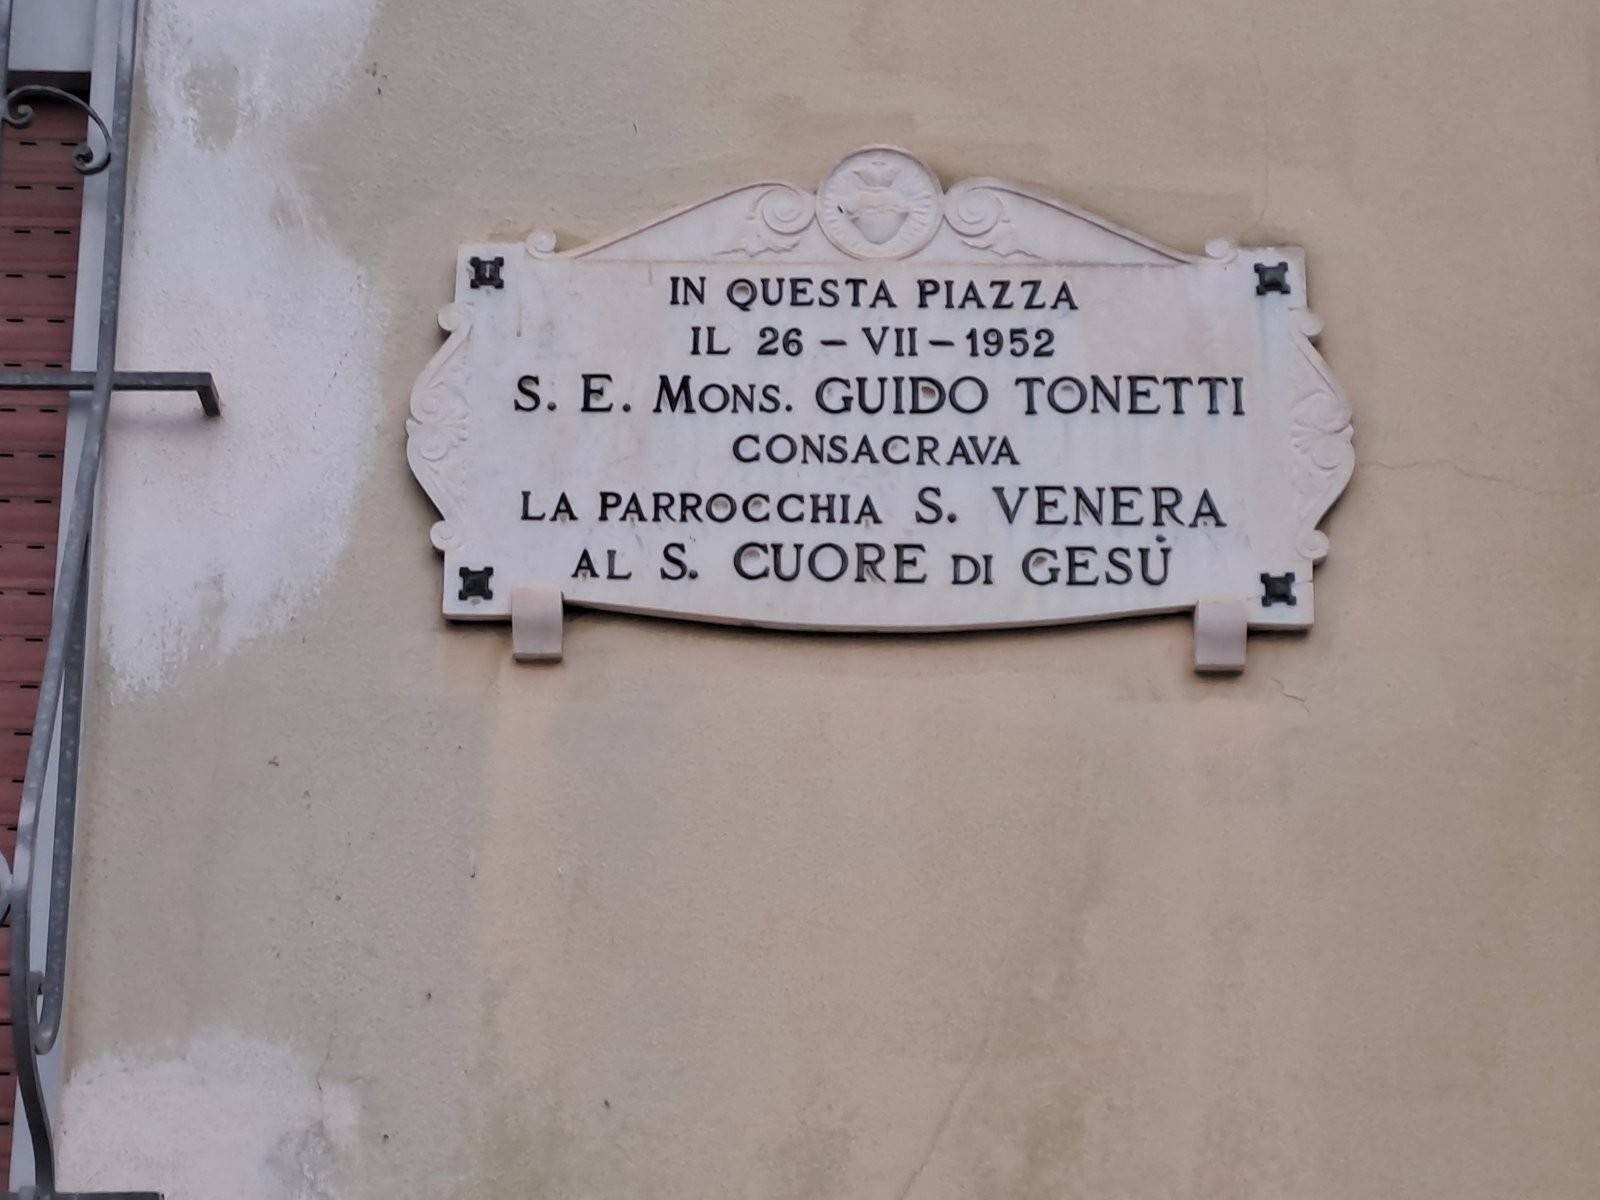 IN QUESTA PIAZZA
IL 26 - VII - 1952
S. E. MONS. GUIDO TONETTI
CONSACRAVA
LA PARROCCHIA S. VENERA
AL S. CUORE DI GESÙ